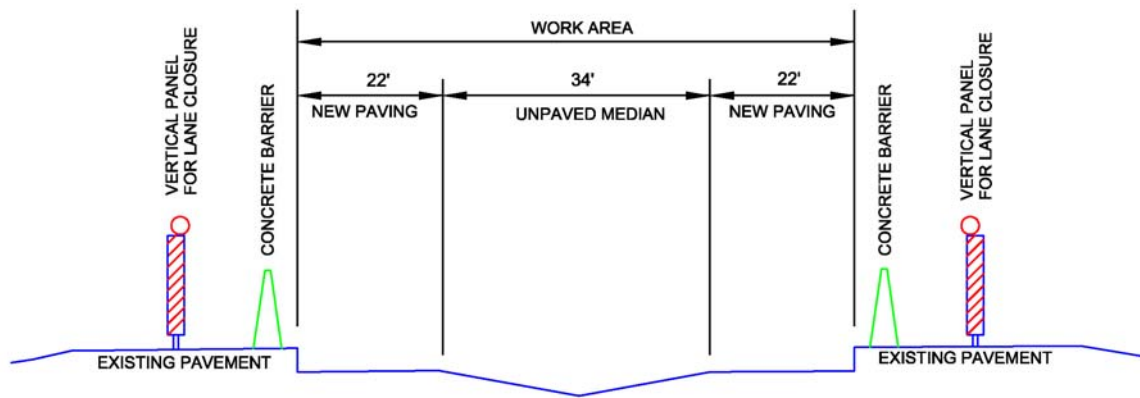 WORK AREA
22'
34'
22'
NEW PAVING
UNPAVED MEDIAN
NEW PAVING
VERTICAL PANEL
FOR LANE CLOSURE
CONCRETE BARRIER
CONCRETE BARRIER
VERTICAL PANEL
FOR LANE CLOSURE
EXISTING PAVEMENT
EXISTING PAVEMENT